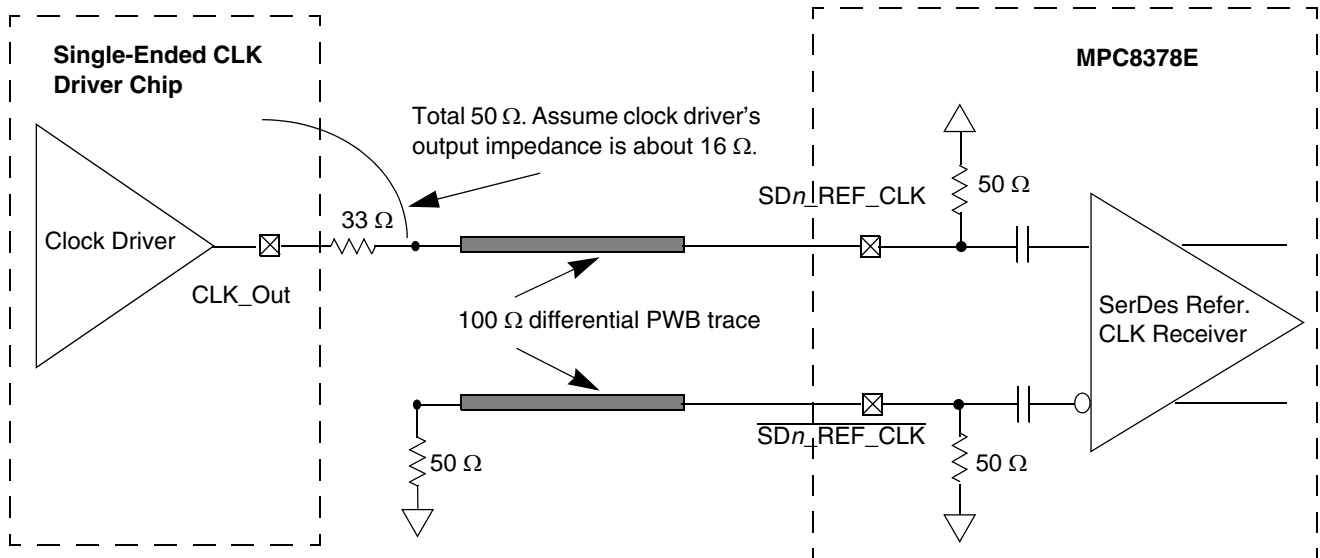 Single-Ended CLK
Driver Chip
MPC8378E
Total 50 Ω. Assume clock driver's
output impedance is about 16 Ω.
SDn_REF_CLK
50 Ω
33 Ω
Clock Driver
CLK_Out
100 Ω differential PWB trace
SerDes Refer.
CLK Receiver
SDn_REF_CLK
50 Ω
50 Ω